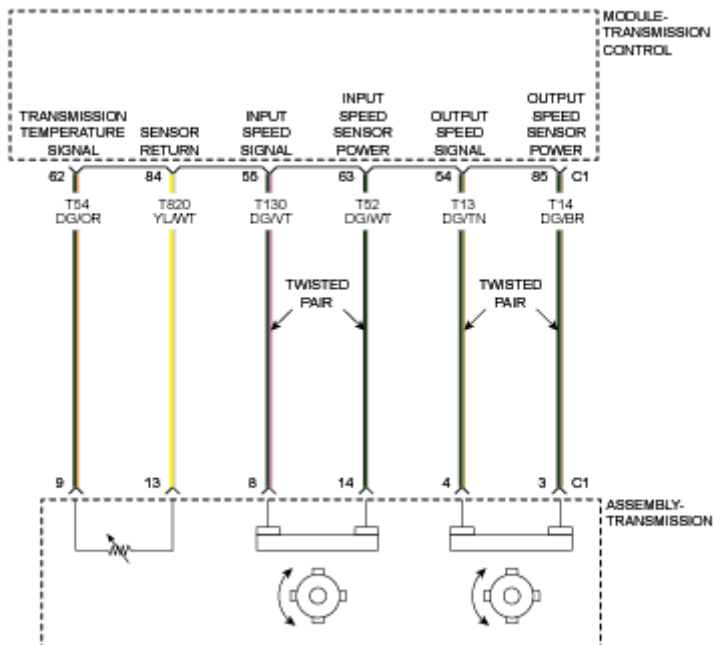 MODULE-
TRANSMISSION
CONTROL
TRANSMISSION
TEMPERATURE
SIGNAL
SENSOR
RETURN
INPUT
SPEED
SIGNAL
INPUT
SPEED
SENSOR
POWER
OUTPUT
SPEED
SIGNAL
OUTPUT
SPEED
SENSOR
POWER
62 84 55 63 54 85 C1
T54
DG/OR
T820
YL/WT
T130
DG/VT
T52
DG/WT
T13
DG/TN
T14
DG/BR
TWISTED
PAIR
TWISTED
PAIR
9 13 8 14 4 3 C1
ASSEMBLY-
TRANSMISSION